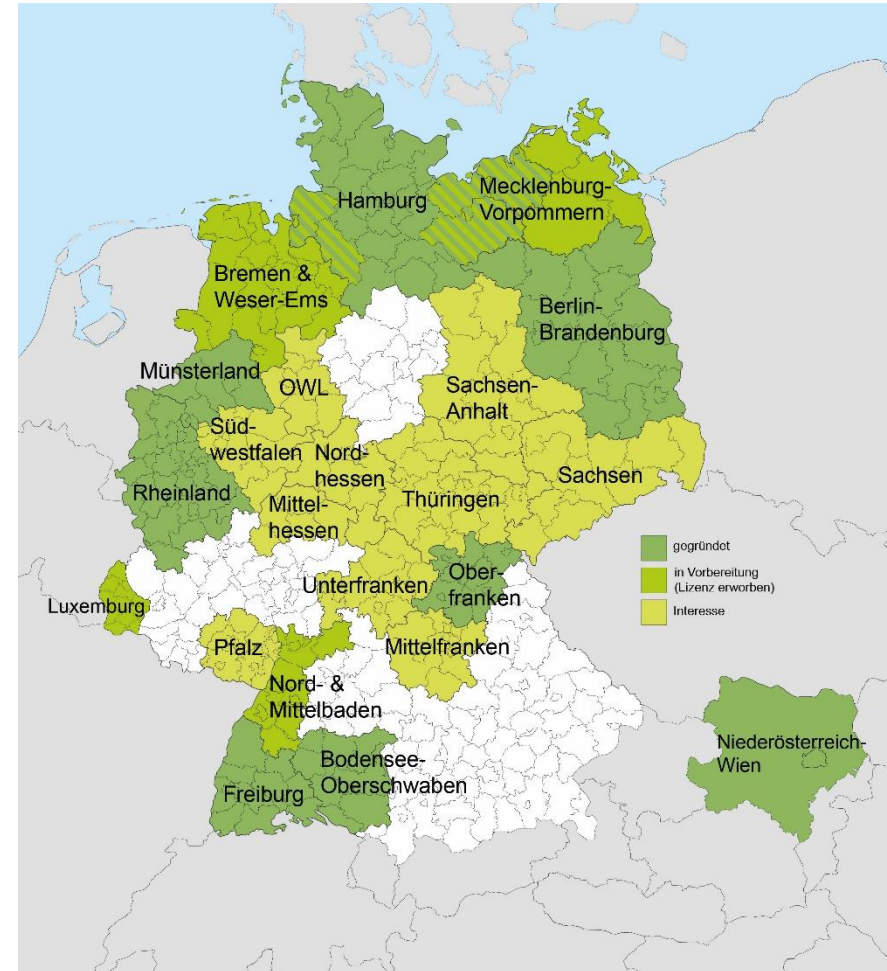 Hamburg
Mecklenburg-
Vorpommern
Bremen &
Weser-Ems
Berlin-
Brandenburg
Münsterland
OWL
Sachsen-
Anhalt
Süd-
westfalen
Nord-
hessen
Sachsen
Rheinland
Mittel-
hessen
Thüringen
gegründet
in Vorbereitung
(Lizenz erworben)
Interesse
Unterfranken
Ober-
franken
Luxemburg
Pfalz
Mittelfranken
Nord- &
Mittelbaden
Niederösterreich-
Wien
Bodensee-
Oberschwaben
Freiburg